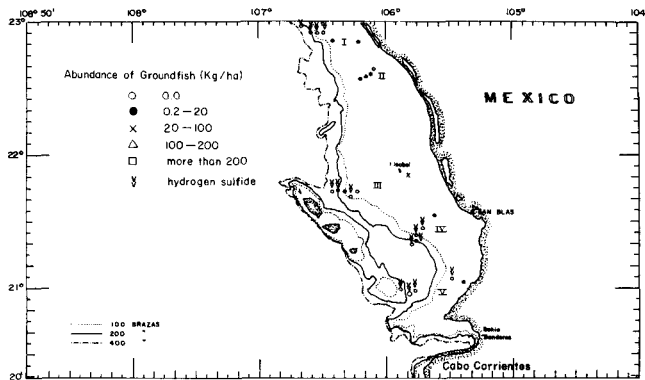 108° 50' 108° 107° 106° 105° 104
23°
22°
21°
20°
Abundance of Groundfish (Kg/ha)
0.0
0.2–20
20–100
100–200
more than 200
hydrogen sulfide
MEXICO
I
II
I Isabel
III
SAN BLAS
IV
V
100 BRAZAS
200 "
400 "
Bahia
Banderas
Cabo Corrientes